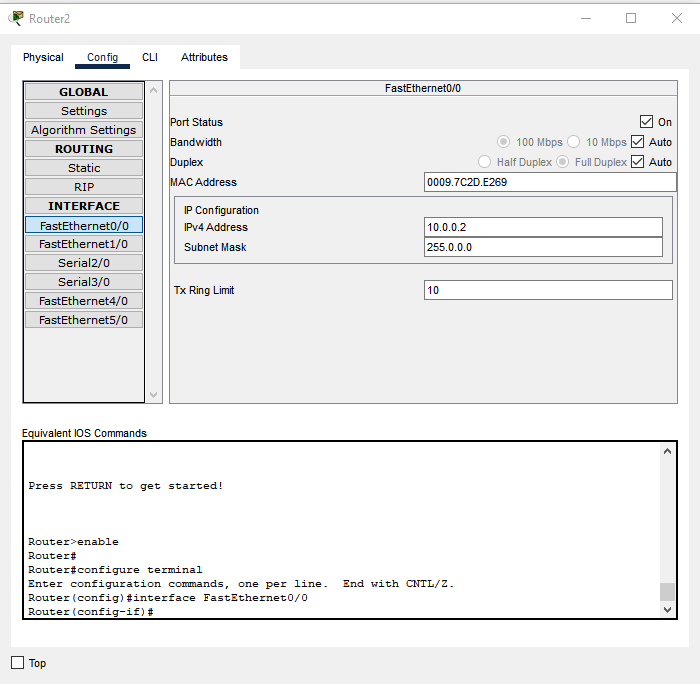 Router2
Physical Config CLI Attributes
GLOBAL
Settings
Algorithm Settings
ROUTING
Static
RIP
INTERFACE
FastEthernet0/0
FastEthernet1/0
Serial2/0
Serial3/0
FastEthernet4/0
FastEthernet5/0
FastEthernet0/0
Port Status On
Bandwidth 100 Mbps 10 Mbps Auto
Duplex Half Duplex Full Duplex Auto
MAC Address 0009.7C2D.E269
IP Configuration
IPv4 Address 10.0.0.2
Subnet Mask 255.0.0.0
Tx Ring Limit 10
Equivalent IOS Commands
Press RETURN to get started!
Router>enable
Router#
Router#configure terminal
Enter configuration commands, one per line.  End with CNTL/Z.
Router(config)#interface FastEthernet0/0
Router(config-if)#
Top